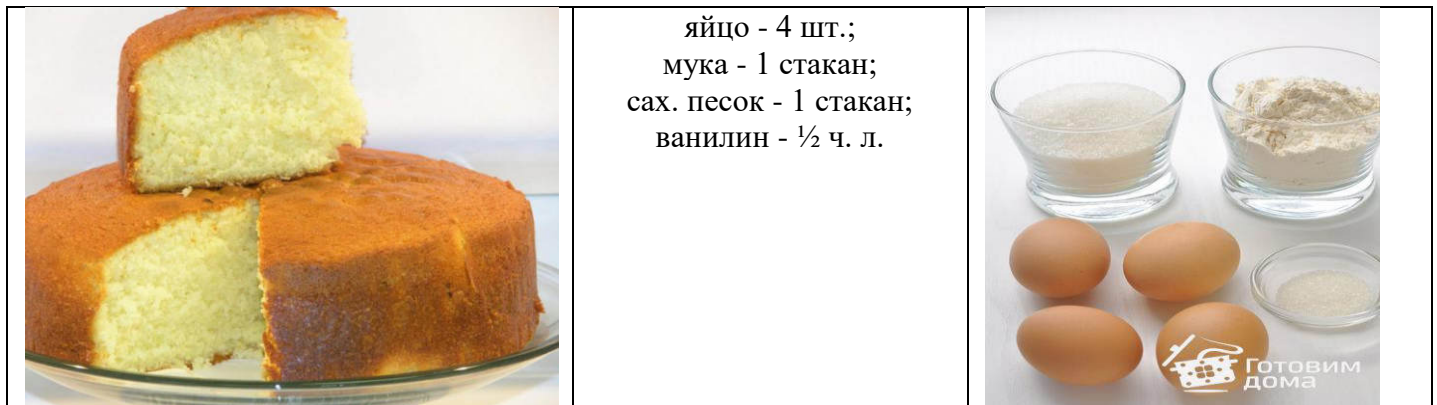 яйцо - 4 шт.;
мука - 1 стакан;
сах. песок - 1 стакан;
ванилин - ½ ч. л.
Готовим
дома